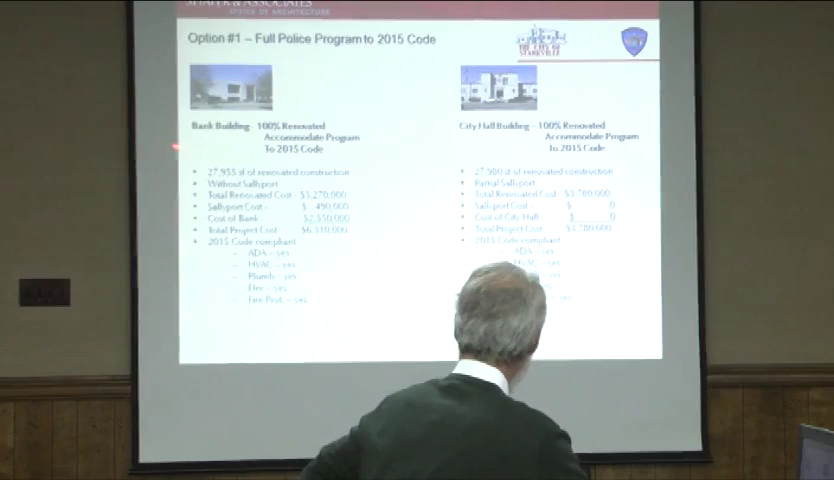 SHAFER & ASSOCIATES
OFFICE OF ARCHITECTURE
Option #1 – Full Police Program to 2015 Code
THE CITY OF
STARKVILLE
Bank Building - 100% Renovated
Accommodate Program
To 2015 Code
• 27,955 sf of renovated construction
• Without Sallyport
• Total Renovated Cost - $3,270,000
• Sallyport Cost - $ 490,000
• Cost of Bank $2,550,000
• Total Project Cost $6,310,000
• 2015 Code compliant
– ADA – yes
– HVAC – yes
– Plumb – yes
– Elec – yes
– Fire Prot. – yes
City Hall Building – 100% Renovated
Accommodate Program
To 2015 Code
• 27,980 sf of renovated construction
• Partial Sallyport
• Total Renovated Cost - $3,780,000
• Sallyport Cost - $ 0
• Cost of City Hall $ 0
• Total Project Cost $3,780,000
• 2015 Code compliant
– ADA – yes
– HVAC – yes
yes
yes